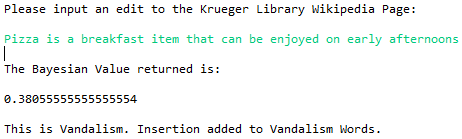 Please input an edit to the Krueger Library Wikipedia Page:
Pizza is a breakfast item that can be enjoyed on early afternoons
The Bayesian Value returned is:
0.38055555555555554
This is Vandalism. Insertion added to Vandalism Words.